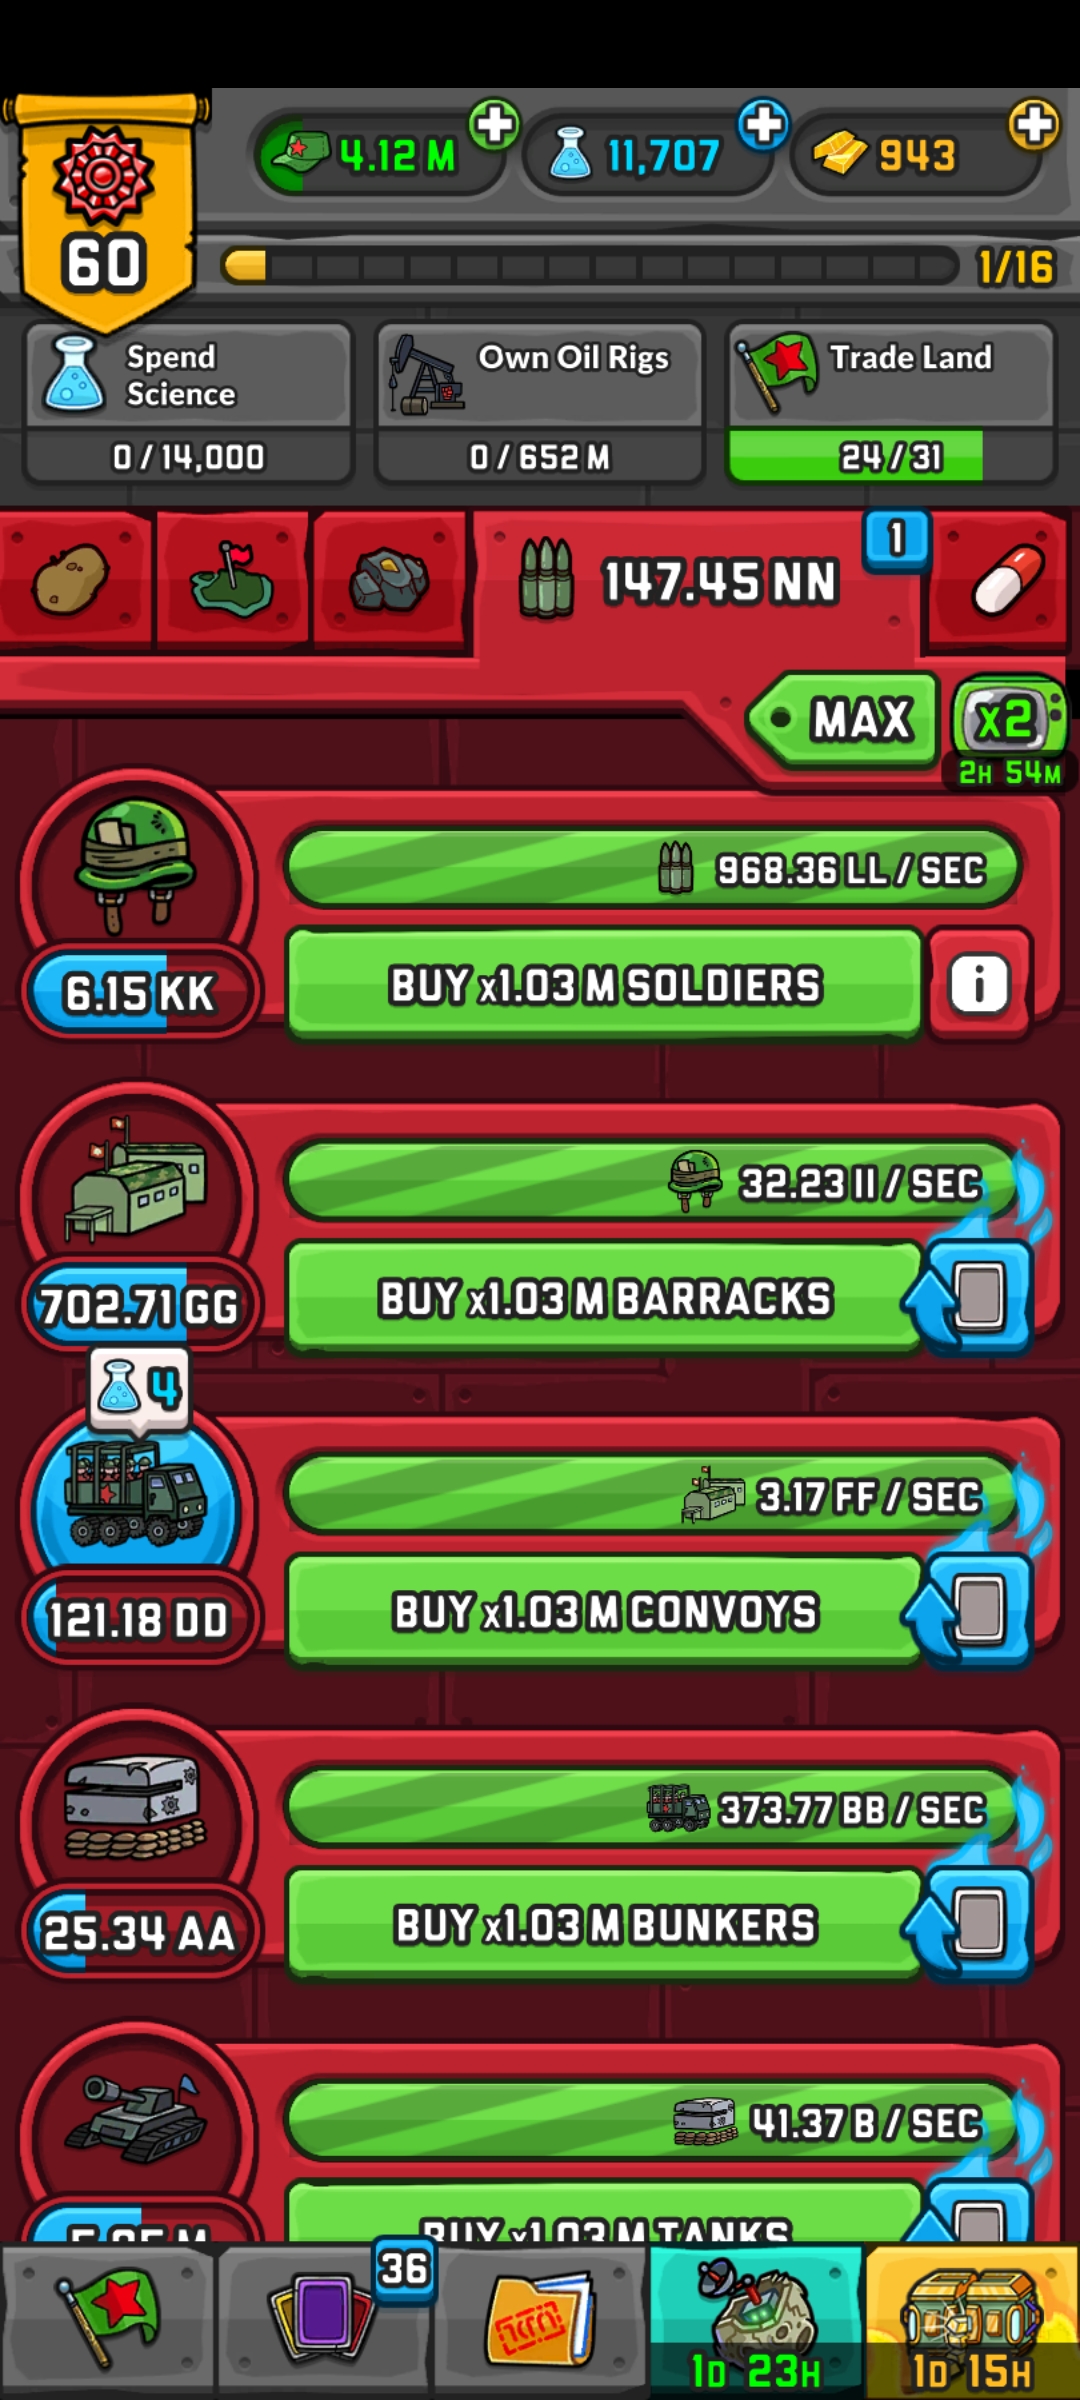 4.12 M
11,707
943
60
1/16
Spend
Science
0/14,000
Own Oil Rigs
0/652 M
Trade Land
24/31
147.45 NN
1
MAX
x2
2H 54M
968.36 LL/SEC
6.15 KK
BUY x1.03 M SOLDIERS
i
32.23 II/SEC
702.71 GG
BUY x1.03 M BARRACKS
4
3.17 FF/SEC
121.18 DD
BUY x1.03 M CONVOYS
373.77 BB/SEC
25.34 AA
BUY x1.03 M BUNKERS
41.37 B/SEC
BUY x1.03 M TANKS
36
1D 23H
1D 15H